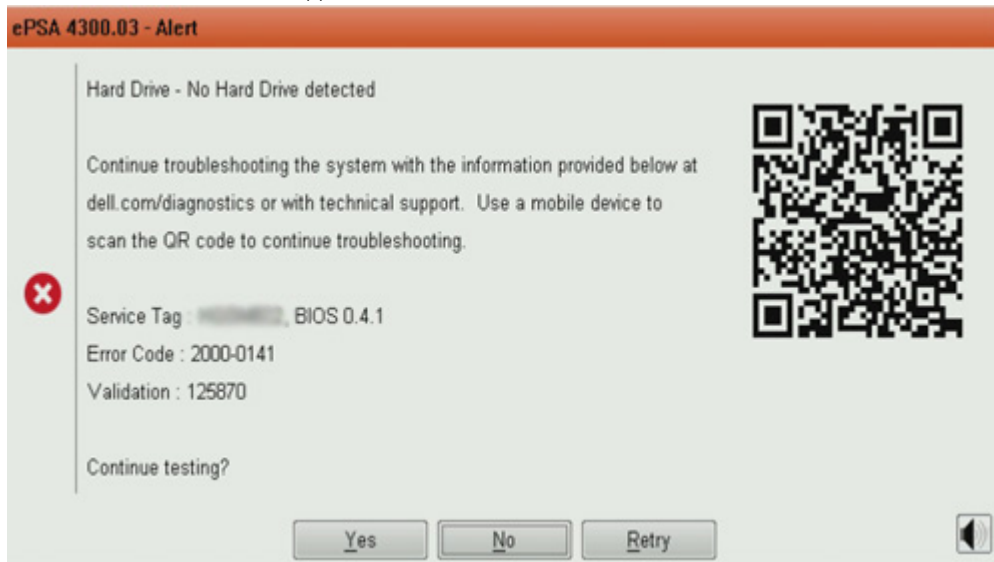 ePSA 4300.03 - Alert
Hard Drive - No Hard Drive detected
Continue troubleshooting the system with the information provided below at
dell.com/diagnostics or with technical support. Use a mobile device to
scan the QR code to continue troubleshooting.
Service Tag : , BIOS 0.4.1
Error Code : 2000-0141
Validation : 125870
Continue testing?
Yes
No
Retry